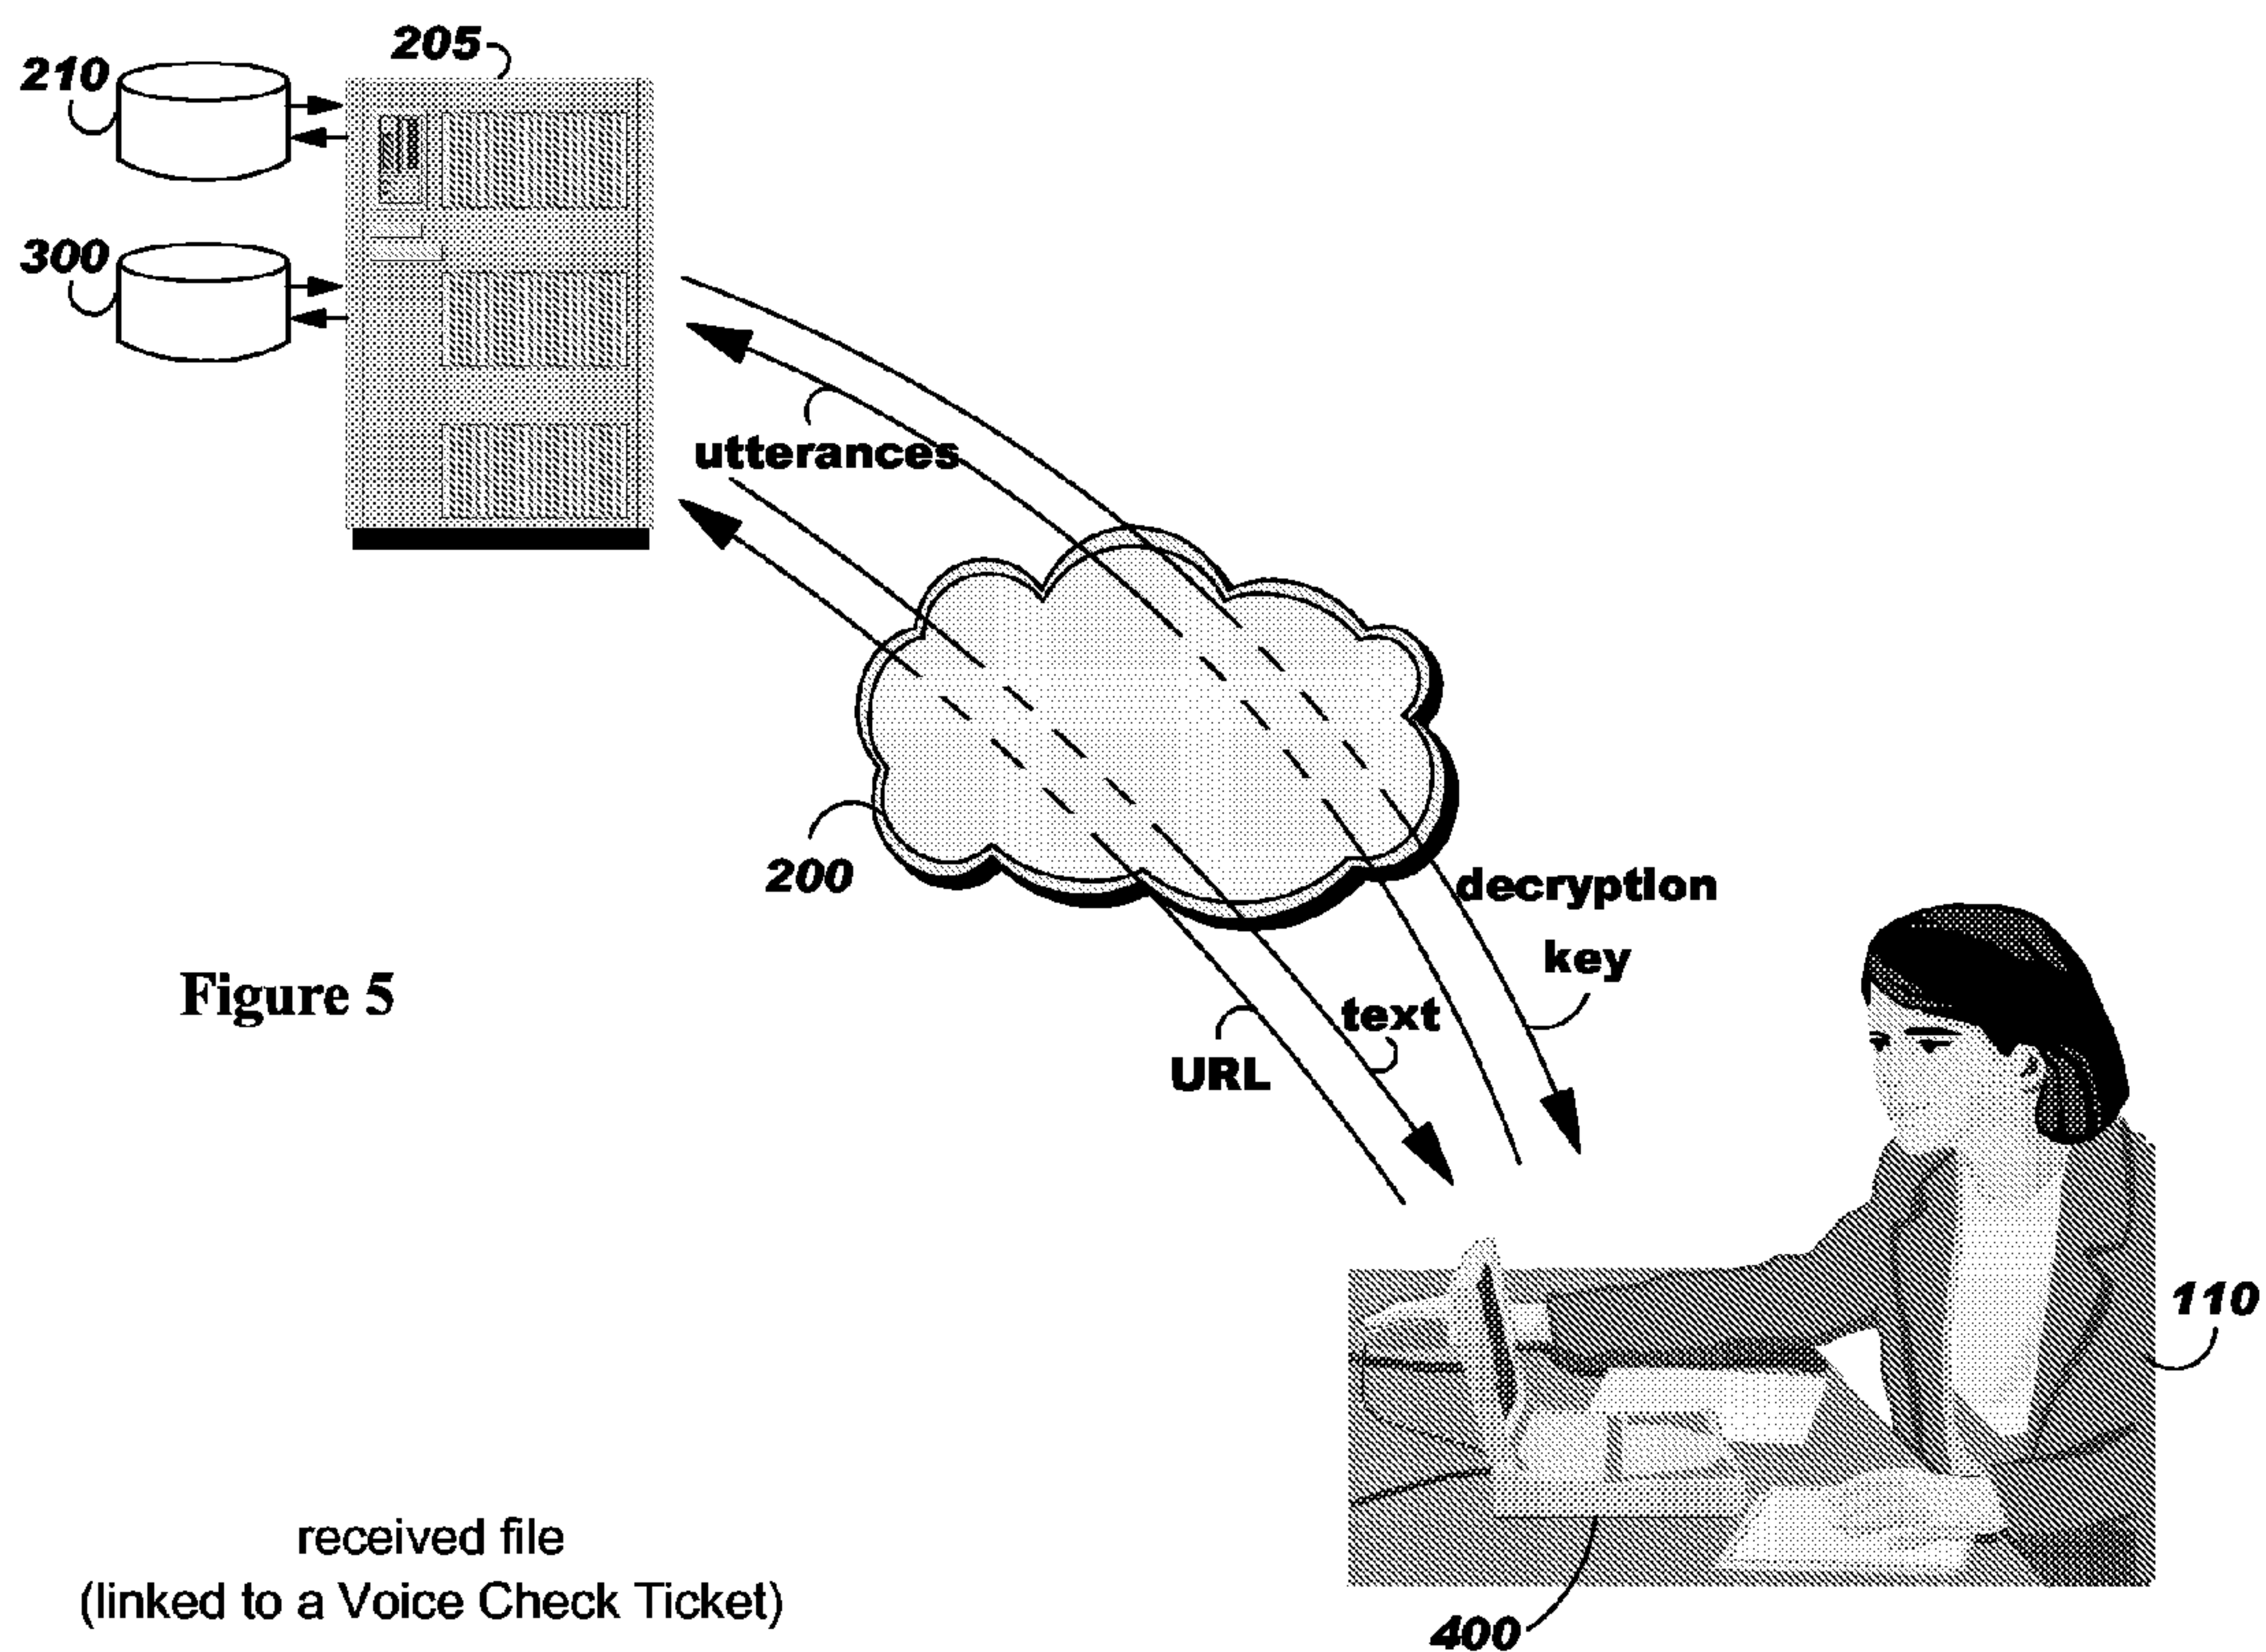 205
210
300
utterances
200
decryption
key
Figure 5
text
URL
110
received file
(linked to a Voice Check Ticket)
400